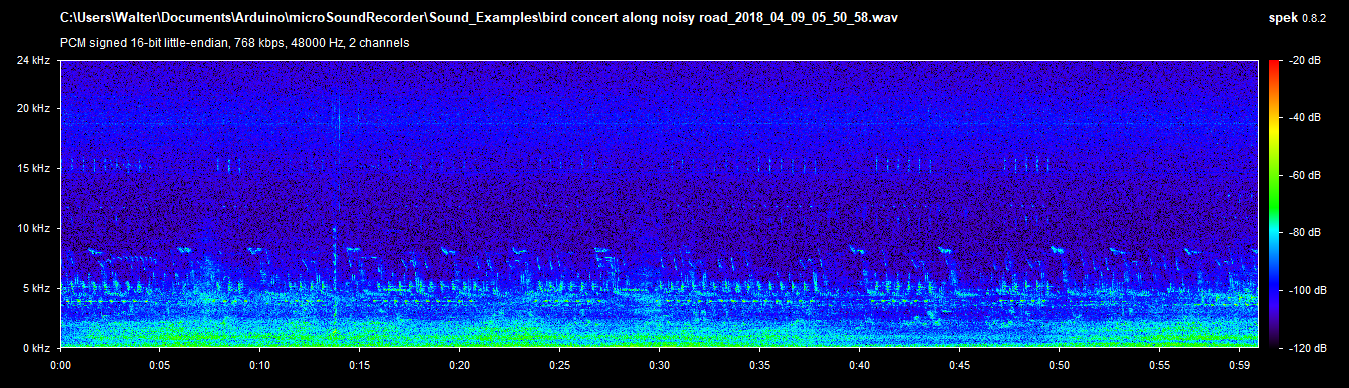 C:\Users\Walter\Documents\Arduino\microSoundRecorder\Sound_Examples\bird concert along noisy road_2018_04_09_05_50_58.wav spek 0.8.2
PCM signed 16-bit little-endian, 768 kbps, 48000 Hz, 2 channels
24 kHz -20 dB
20 kHz -40 dB
15 kHz -60 dB
10 kHz -80 dB
5 kHz -100 dB
0 kHz -120 dB
0:00 0:05 0:10 0:15 0:20 0:25 0:30 0:35 0:40 0:45 0:50 0:55 0:59